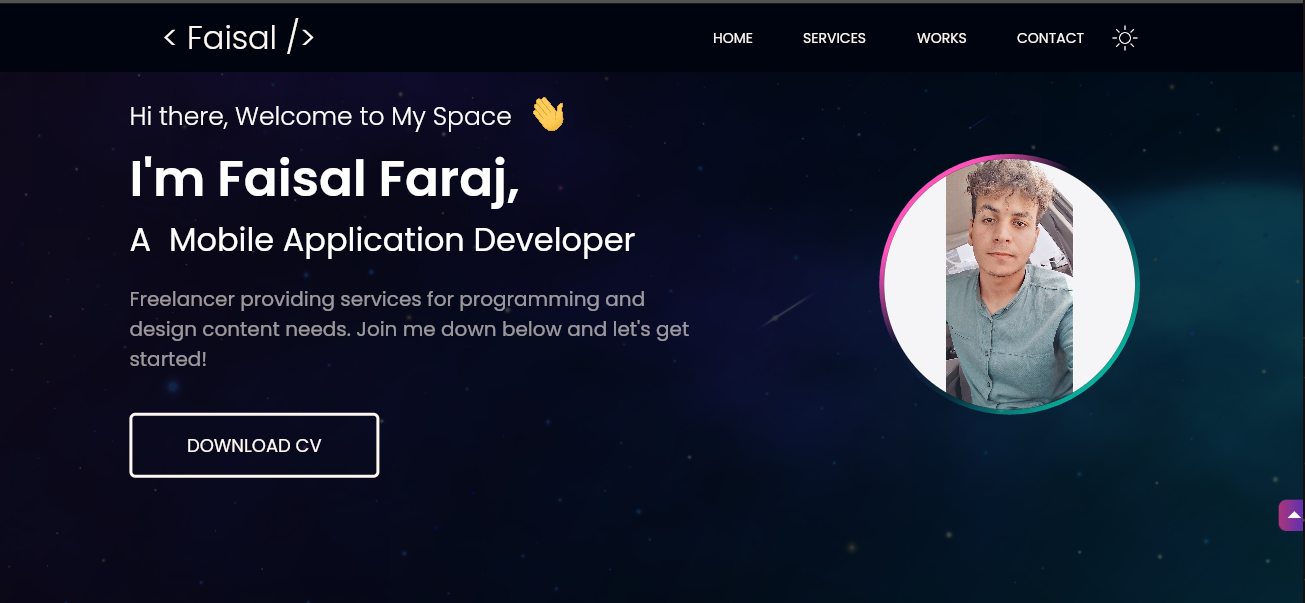 < Faisal />
HOME SERVICES WORKS CONTACT
Hi there, Welcome to My Space 👋
I'm Faisal Faraj,
A Mobile Application Developer
Freelancer providing services for programming and
design content needs. Join me down below and let's get
started!
DOWNLOAD CV